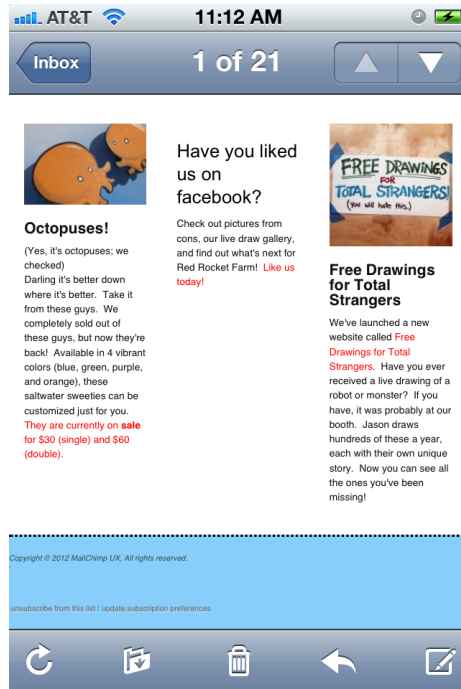 AT&T 11:12 AM
Inbox 1 of 21
Octopuses!
(Yes, it's octopuses; we
checked)
Darling it's better down
where it's better. Take it
from these guys. We
completely sold out of
these guys, but now they're
back! Available in 4 vibrant
colors (blue, green, purple,
and orange), these
saltwater sweeties can be
customized just for you.
They are currently on sale
for $30 (single) and $60
(double).
Have you liked
us on
facebook?
Check out pictures from
cons, our live draw gallery,
and find out what's next for
Red Rocket Farm! Like us
today!
FREE DRAWINGS
FOR
TOTAL STRANGERS!
(You will hate this.)
Free Drawings
for Total
Strangers
We've launched a new
website called Free
Drawings for Total
Strangers. Have you ever
received a live drawing of a
robot or monster? If you
have, it was probably at our
booth. Jason draws
hundreds of these a year,
each with their own unique
story. Now you can see all
the ones you've been
missing!
Copyright © 2012 MailChimp UX, All rights reserved.
unsubscribe from this list | update subscription preferences